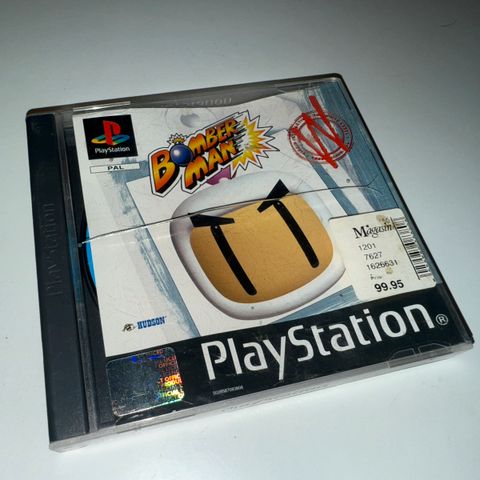 PlayStation
PAL
BOMBER
MAN
W
Magasin
1201
7627
1626631
99.95
HUDSON
PlayStation®
PlayStation